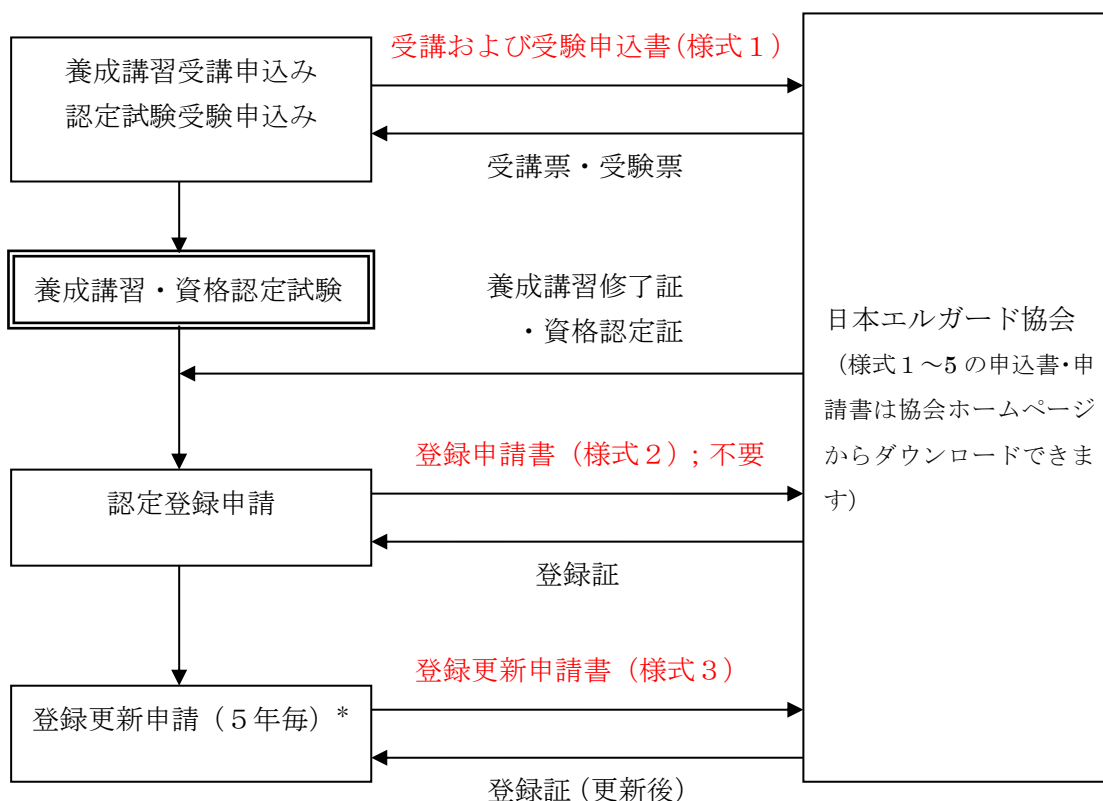 受講および受験申込書(様式１)
養成講習受講申込み
認定試験受験申込み
受講票・受験票
養成講習・資格認定試験
養成講習修了証
・資格認定証
日本エルガード協会
（様式１～5 の申込書・申
請書は協会ホームページ
からダウンロードできま
す）
登録申請書（様式２）; 不要
認定登録申請
登録証
登録更新申請書（様式３）
登録更新申請（５年毎）*
登録証（更新後）